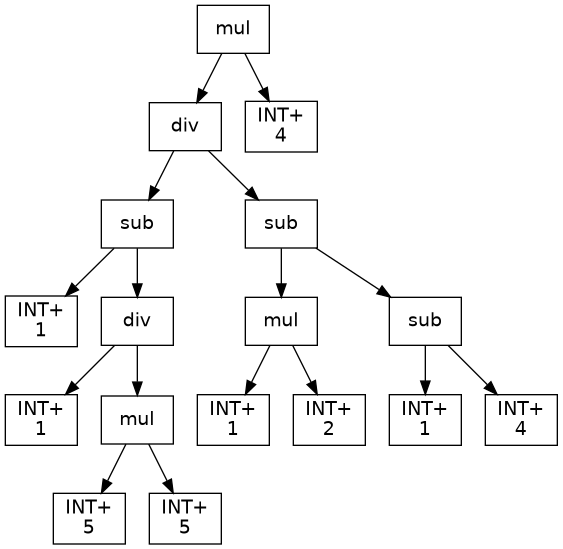 mul
div
INT+
4
sub
sub
INT+
1
div
mul
sub
INT+
1
mul
INT+
1
INT+
2
INT+
1
INT+
4
INT+
5
INT+
5